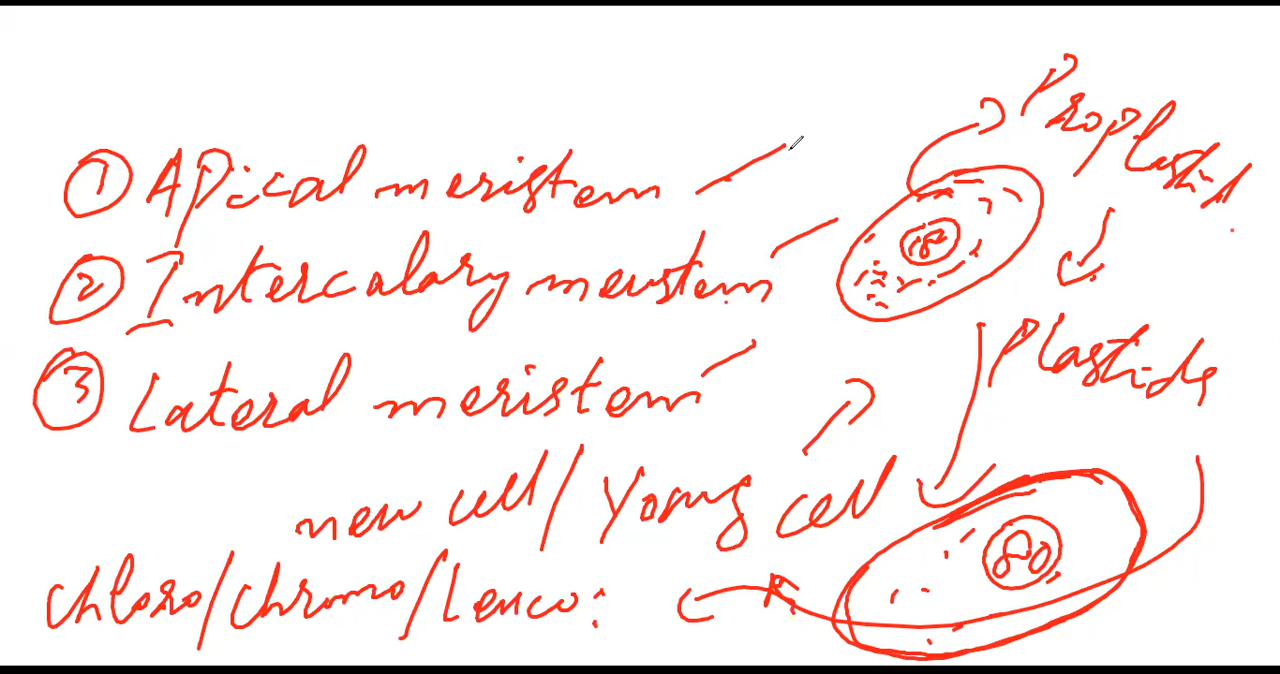 ① Apical meristem
② Intercalary meristem
③ Lateral meristem
new cell/Young cell
Chloro/chromo/Leuco:
Proplastid
Plastids